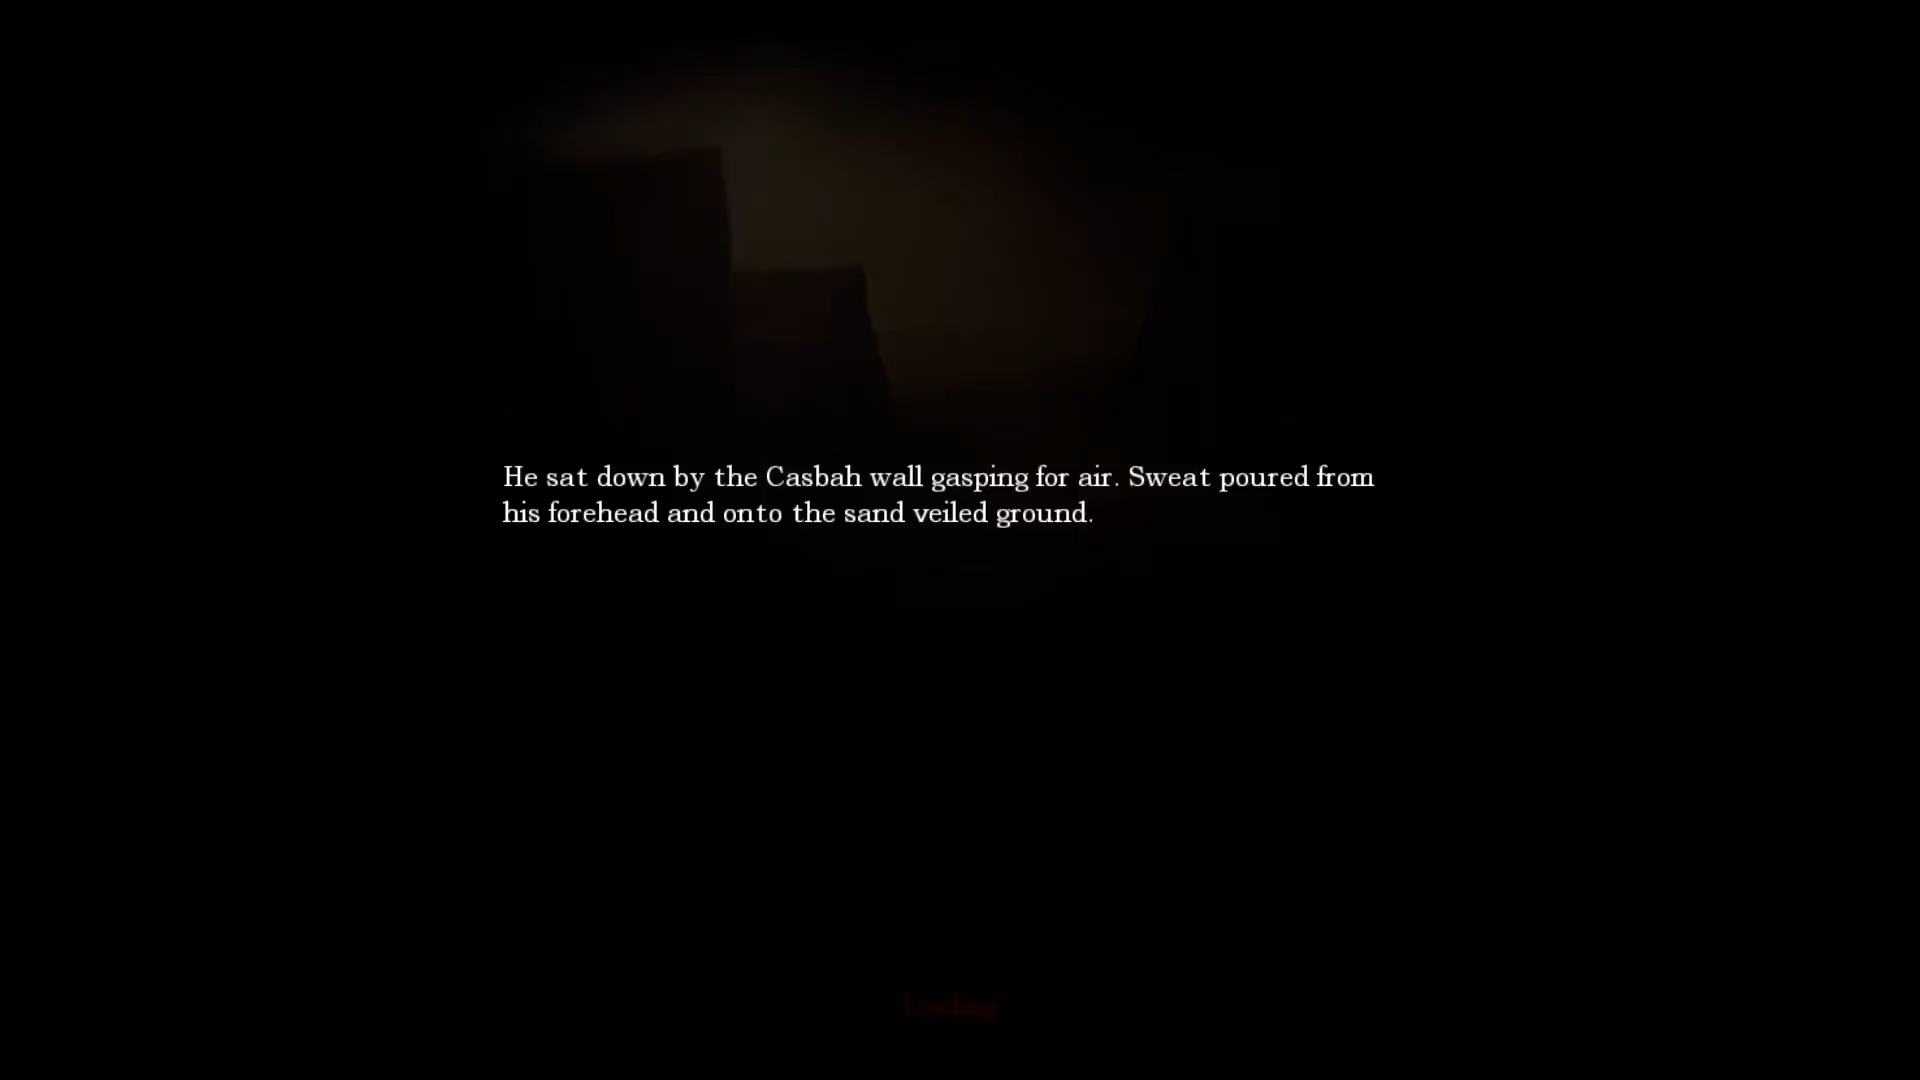 He sat down by the Casbah wall gasping for air. Sweat poured from
his forehead and onto the sand veiled ground.
Loading